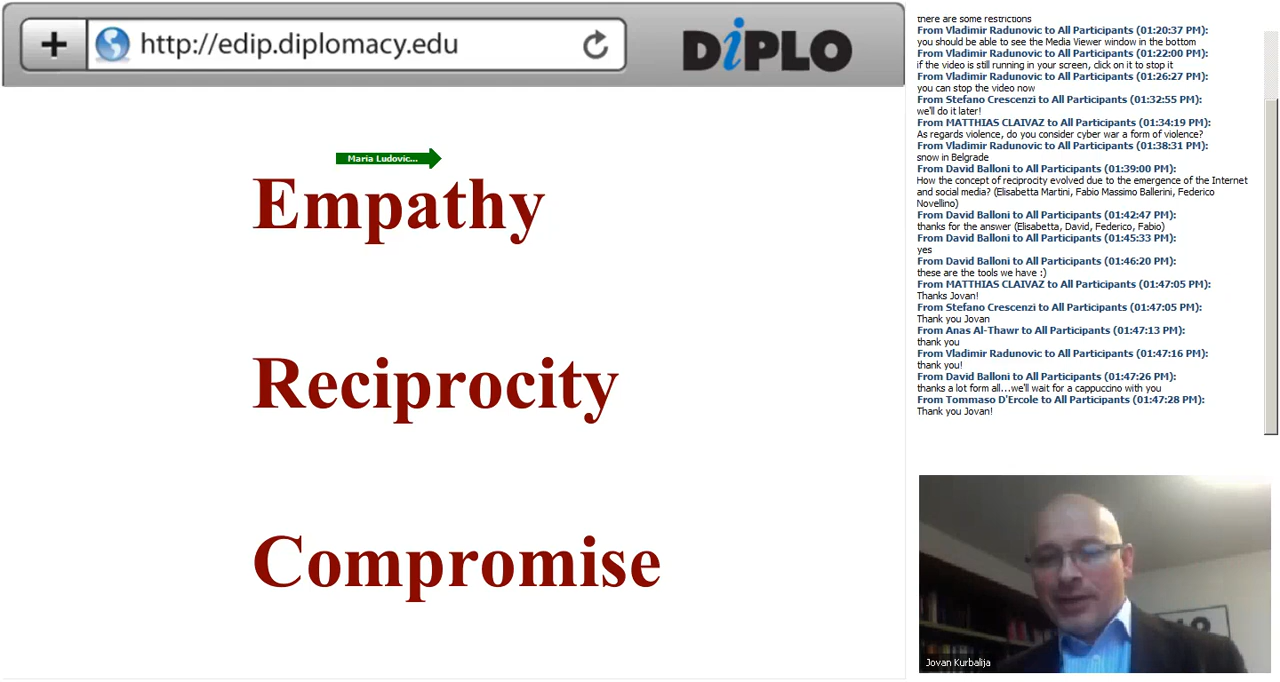 + http://edip.diplomacy.edu
DiPLO
Maria Ludovic...
Empathy
Reciprocity
Compromise
there are some restrictions
From Vladimir Radunovic to All Participants (01:20:37 PM):
you should be able to see the Media Viewer window in the bottom
From Vladimir Radunovic to All Participants (01:22:00 PM):
if the video is still running in your screen, click on it to stop it
From Vladimir Radunovic to All Participants (01:26:27 PM):
you can stop the video now
From Stefano Crescenzi to All Participants (01:32:55 PM):
we'll do it later!
From MATTHIAS CLAIVAZ to All Participants (01:34:19 PM):
As regards violence, do you consider cyber war a form of violence?
From Vladimir Radunovic to All Participants (01:38:31 PM):
snow in Belgrade
From David Balloni to All Participants (01:39:00 PM):
How the concept of reciprocity evolved due to the emergence of the Internet
and social media? (Elisabetta Martini, Fabio Massimo Ballerini, Federico
Novellino)
From David Balloni to All Participants (01:42:47 PM):
thanks for the answer (Elisabetta, David, Federico, Fabio)
From David Balloni to All Participants (01:45:33 PM):
yes
From David Balloni to All Participants (01:46:20 PM):
these are the tools we have :)
From MATTHIAS CLAIVAZ to All Participants (01:47:05 PM):
Thanks Jovan!
From Stefano Crescenzi to All Participants (01:47:05 PM):
Thank you Jovan
From Anas Al-Thawr to All Participants (01:47:13 PM):
thank you
From Vladimir Radunovic to All Participants (01:47:16 PM):
thank you!
From David Balloni to All Participants (01:47:26 PM):
thanks a lot form all...we'll wait for a cappuccino with you
From Tommaso D'Ercole to All Participants (01:47:28 PM):
Thank you Jovan!
LO
Jovan Kurbalija